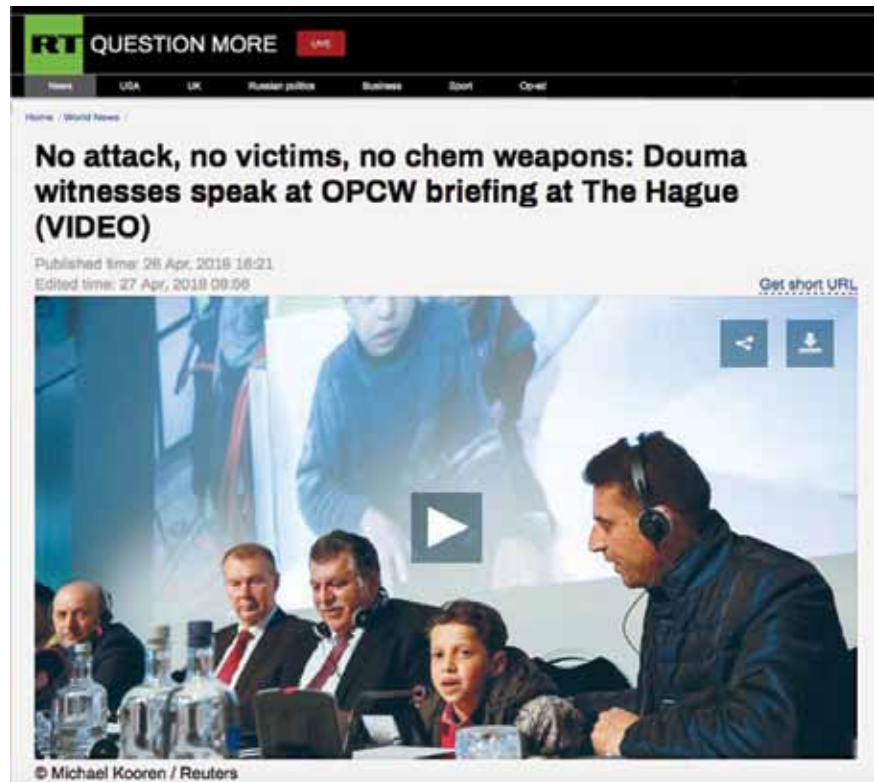 RT QUESTION MORE LIVE
News USA UK Russian politics Business Sport Op-ed
Home / World News /
No attack, no victims, no chem weapons: Douma
witnesses speak at OPCW briefing at The Hague
(VIDEO)
Published time: 26 Apr, 2018 16:21
Edited time: 27 Apr, 2018 08:56
Get short URL
© Michael Kooren / Reuters